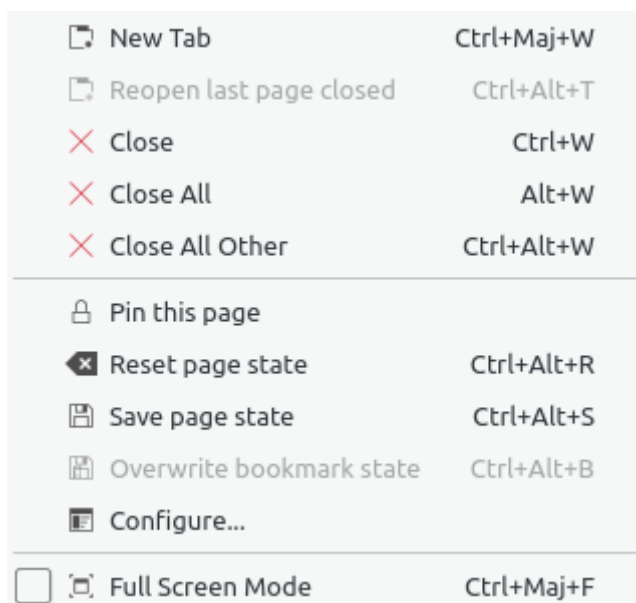 New Tab Ctrl+Maj+W
Reopen last page closed Ctrl+Alt+T
Close Ctrl+W
Close All Alt+W
Close All Other Ctrl+Alt+W
Pin this page
Reset page state Ctrl+Alt+R
Save page state Ctrl+Alt+S
Overwrite bookmark state Ctrl+Alt+B
Configure...
Full Screen Mode Ctrl+Maj+F